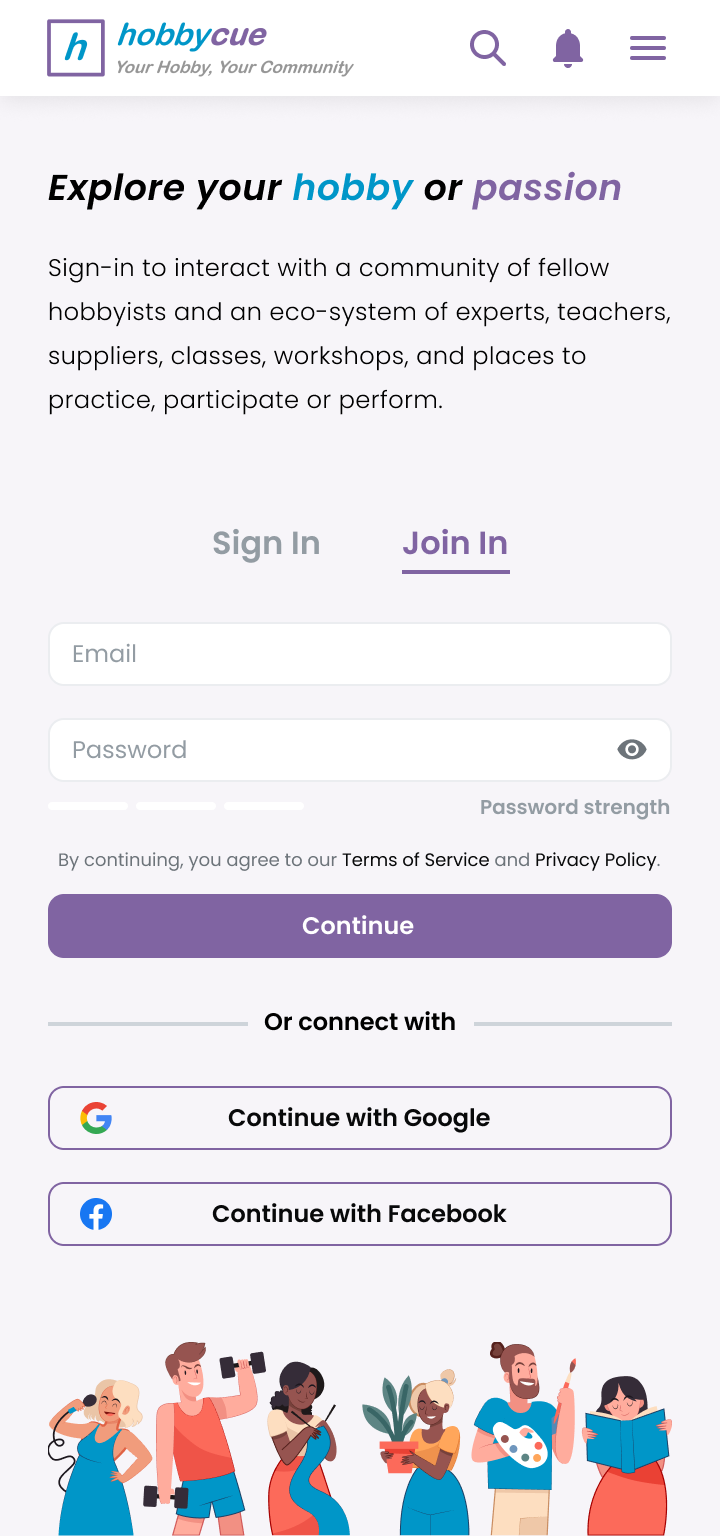 h
hobbycue
Your Hobby, Your Community
Explore your hobby or passion
Sign-in to interact with a community of fellow
hobbyists and an eco-system of experts, teachers,
suppliers, classes, workshops, and places to
practice, participate or perform.
Sign In Join In
Email
Password
Password strength
By continuing, you agree to our Terms of Service and Privacy Policy.
Continue
Or connect with
Continue with Google
Continue with Facebook